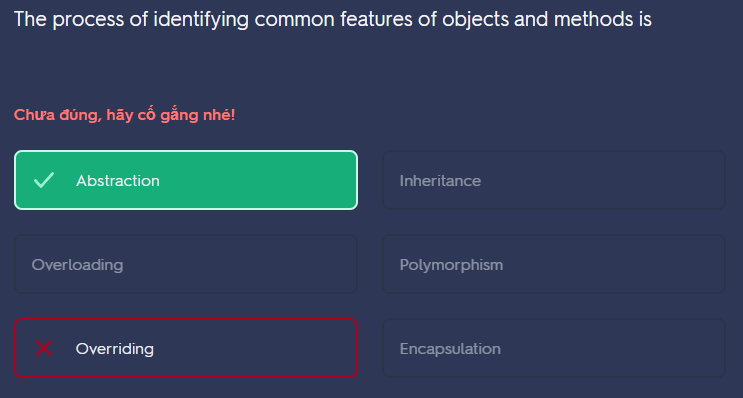 The process of identifying common features of objects and methods is
Chưa đúng, hãy cố gắng nhé!
Abstraction
Inheritance
Overloading
Polymorphism
Overriding
Encapsulation